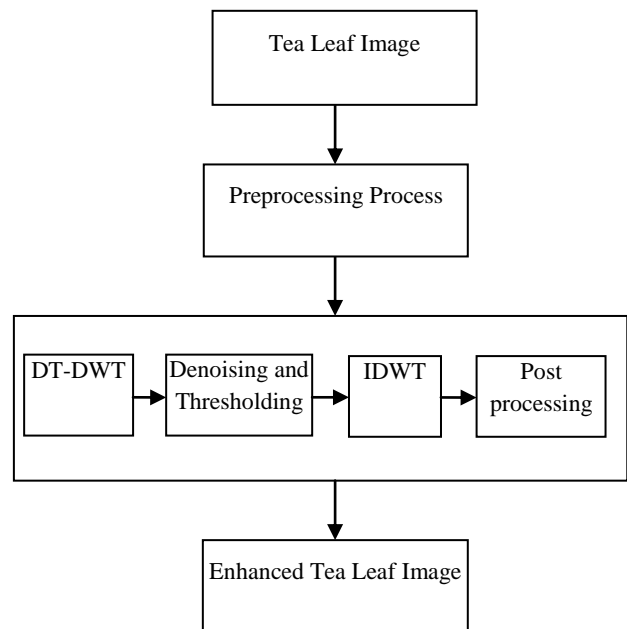 Tea Leaf Image
Preprocessing Process
DT-DWT
Denoising and
Thresholding
IDWT
Post
processing
Enhanced Tea Leaf Image